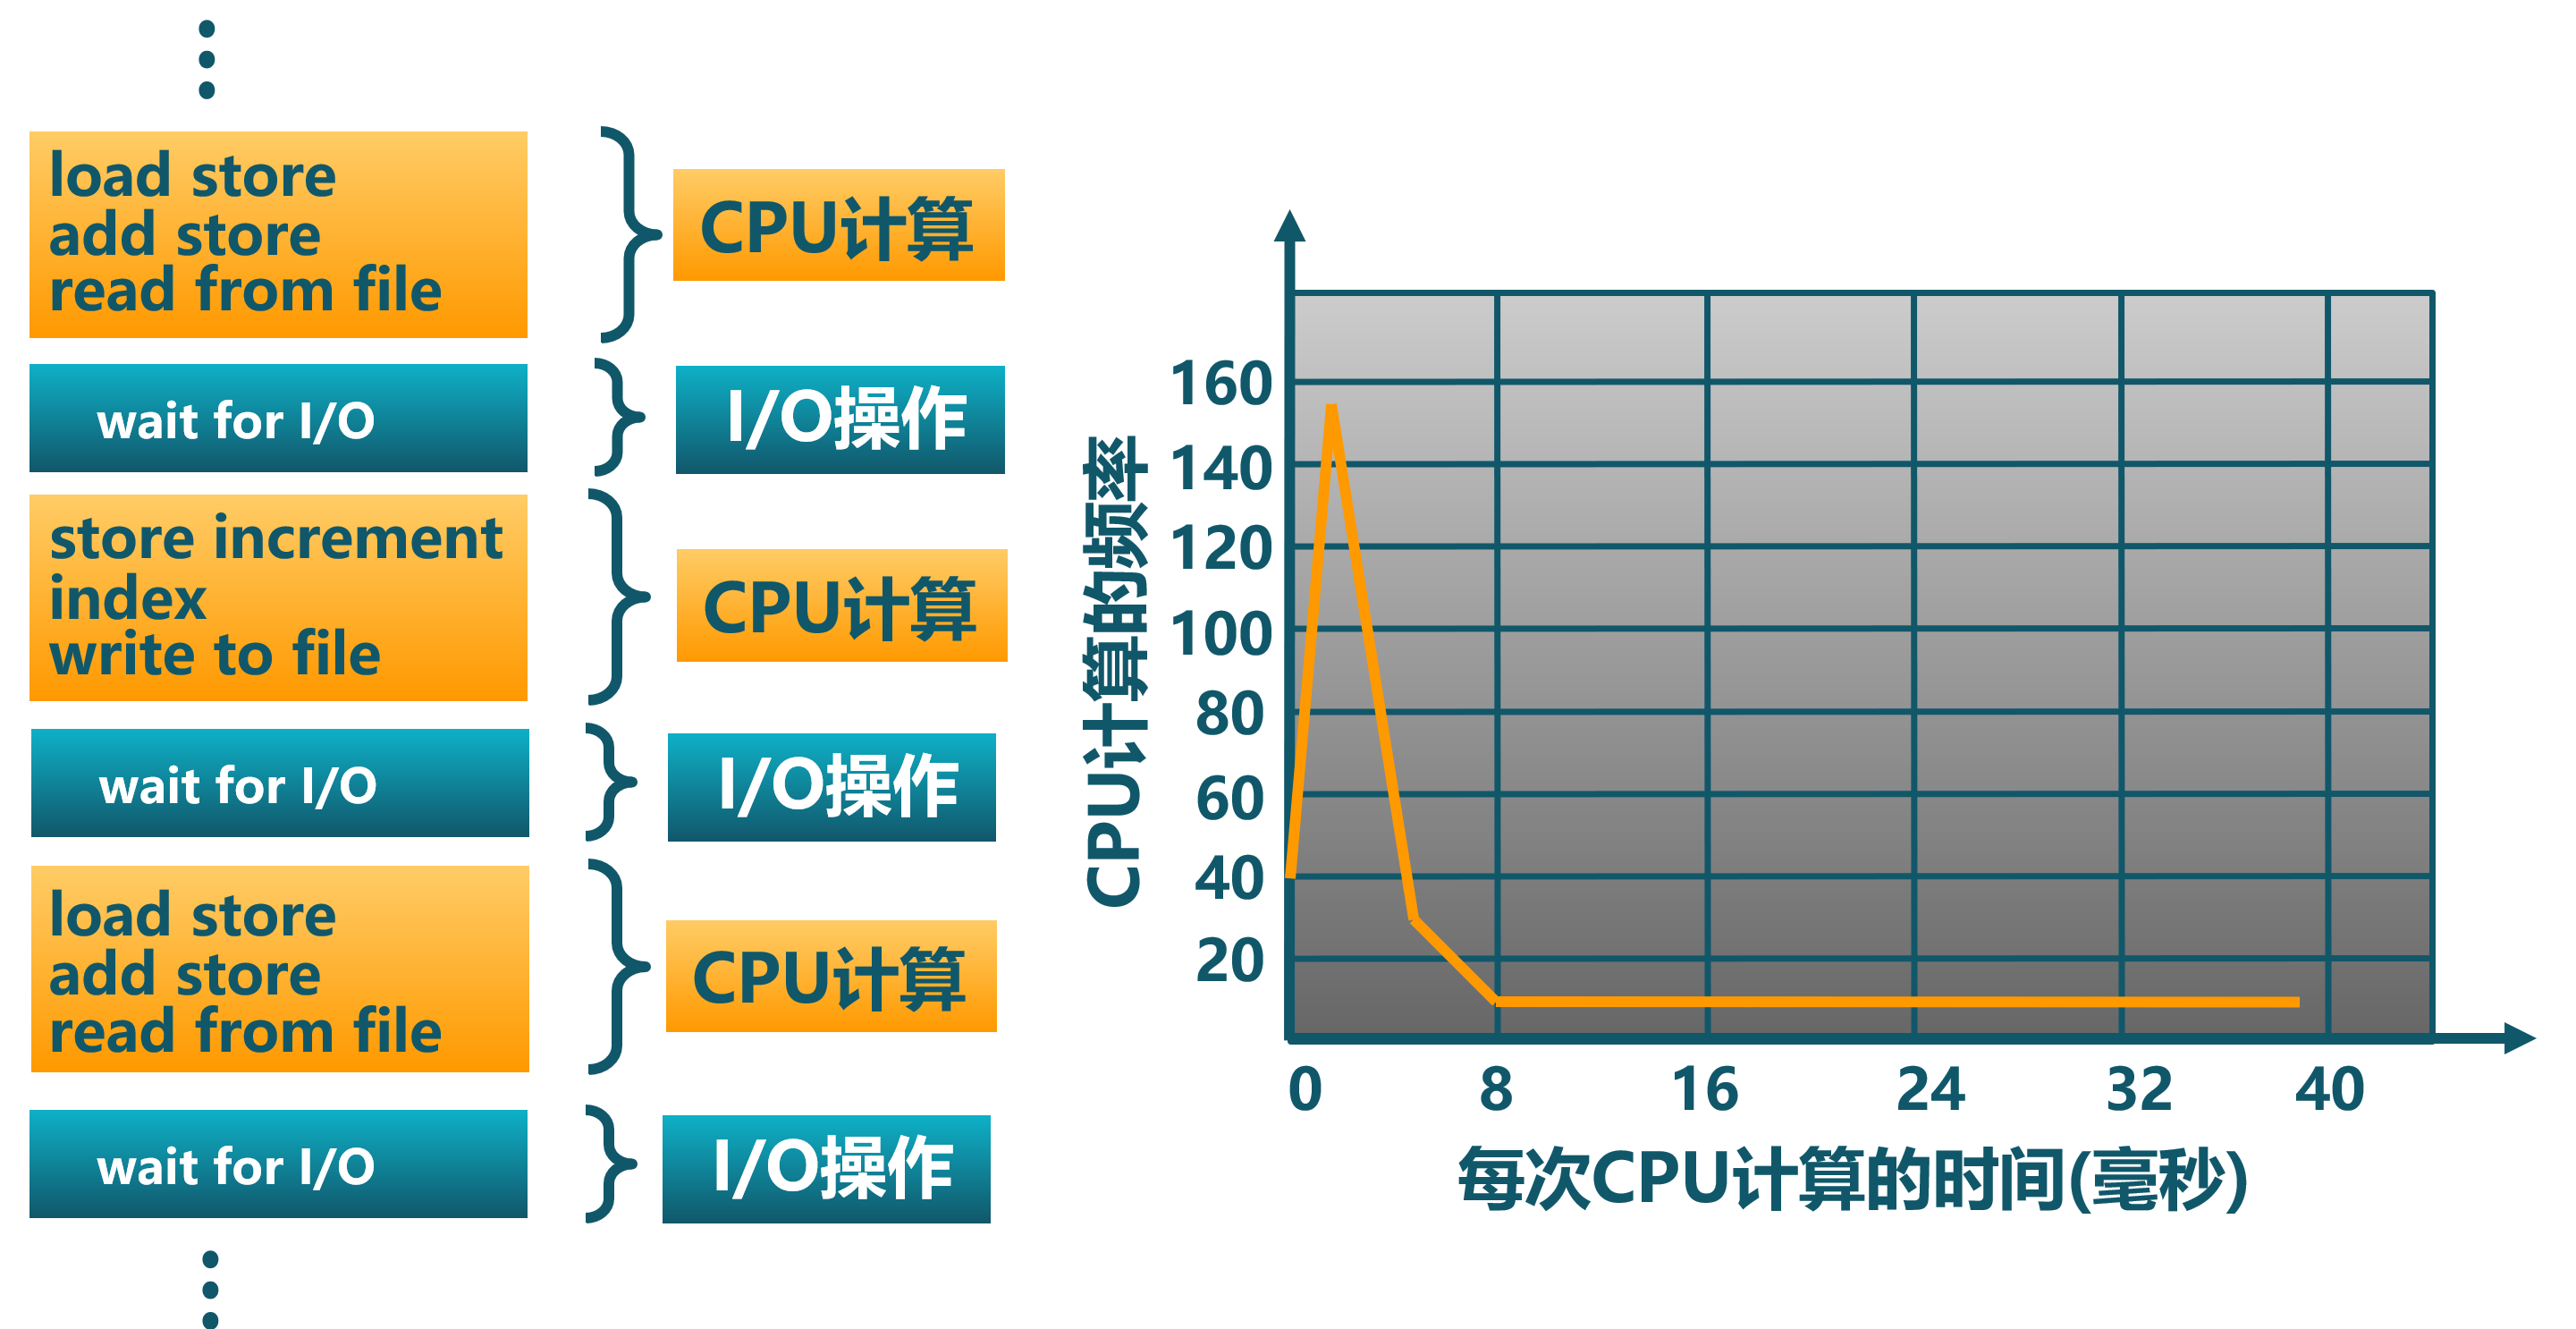 load store
add store
read from file
CPU计算
wait for I/O
I/O操作
store increment
index
write to file
CPU计算
wait for I/O
I/O操作
load store
add store
read from file
CPU计算
wait for I/O
I/O操作
CPU计算的频率
160
140
120
100
80
60
40
20
0 8 16 24 32 40
每次CPU计算的时间(毫秒)